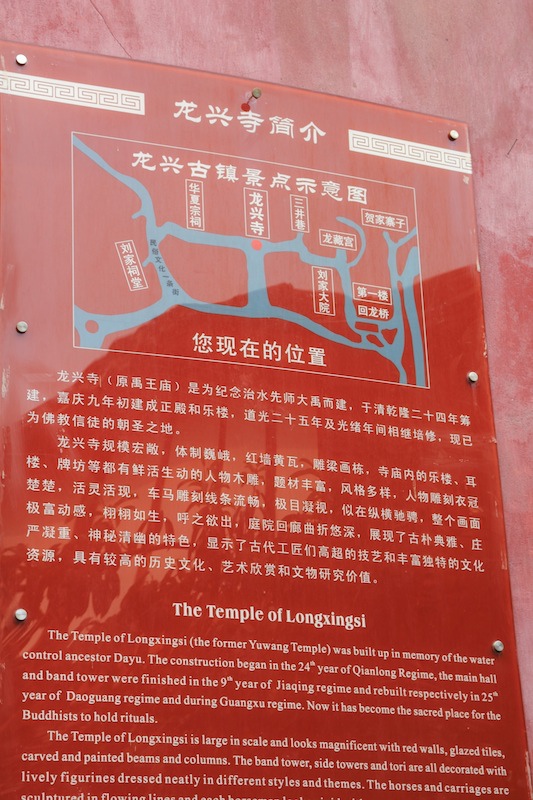 龙兴寺简介
龙兴古镇景点示意图
华夏宗祠
龙兴寺
三井巷
贺家寨子
龙藏宫
刘家祠堂
民俗文化一条街
刘家大院
第一楼
回龙桥
您现在的位置
龙兴寺（原禹王庙）是为纪念治水先师大禹而建，于清乾隆二十四年筹
建，嘉庆九年初建成正殿和乐楼，道光二十五年及光绪年间相继培修，现已
为佛教信徒的朝圣之地。
龙兴寺规模宏敞，体制巍峨，红墙黄瓦，雕梁画栋，寺庙内的乐楼、耳
楼、牌坊等都有鲜活生动的人物木雕，题材丰富，风格多样，人物雕刻衣冠
楚楚，活灵活现，车马雕刻线条流畅，极目凝视，似在纵横驰骋，整个画面
极富动感，栩栩如生，呼之欲出，庭院回廊曲折悠深，展现了古朴典雅、庄
严凝重、神秘清幽的特色，显示了古代工匠们高超的技艺和丰富独特的文化
资源，具有较高的历史文化、艺术欣赏和文物研究价值。
The Temple of Longxingsi
The Temple of Longxingsi (the former Yuwang Temple) was built up in memory of the water
control ancestor Dayu. The construction began in the 24th year of Qianlong Regime, the main hall
and band tower were finished in the 9th year of Jiaqing regime and rebuilt respectively in 25th
year of Daoguang regime and during Guangxu regime. Now it has become the sacred place for the
Buddhists to hold rituals.
The Temple of Longxingsi is large in scale and looks magnificent with red walls, glazed tiles,
carved and painted beams and columns. The band tower, side towers and tori are all decorated with
lively figurines dressed neatly in different styles and themes. The horses and carriages are
sculptured in flowing lines and each horseman